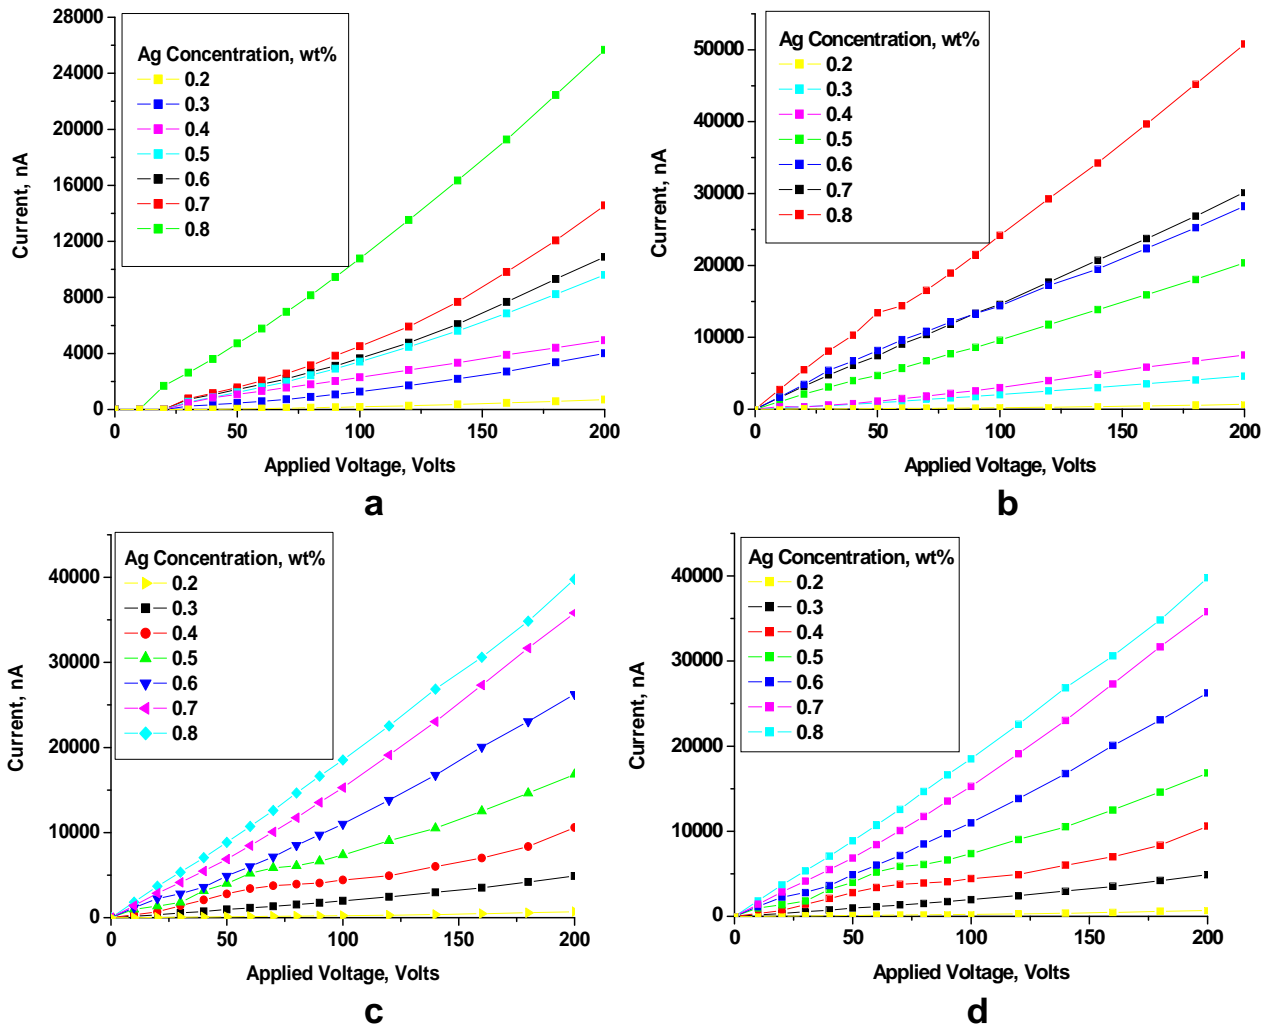 28000
24000
20000
16000
12000
8000
4000
0
Current, nA
Ag Concentration, wt%
0.2
0.3
0.4
0.5
0.6
0.7
0.8
0 50 100 150 200
Applied Voltage, Volts
a
50000
40000
30000
20000
10000
0
Current, nA
Ag Concentration, wt%
0.2
0.3
0.4
0.5
0.6
0.7
0.8
0 50 100 150 200
Applied Voltage, Volts
b
40000
30000
20000
10000
0
Current, nA
Ag Concentration, wt%
0.2
0.3
0.4
0.5
0.6
0.7
0.8
0 50 100 150 200
Applied Voltage, Volts
c
40000
30000
20000
10000
0
Current, nA
Ag Concentration, wt%
0.2
0.3
0.4
0.5
0.6
0.7
0.8
0 50 100 150 200
Applied Voltage, Volts
d